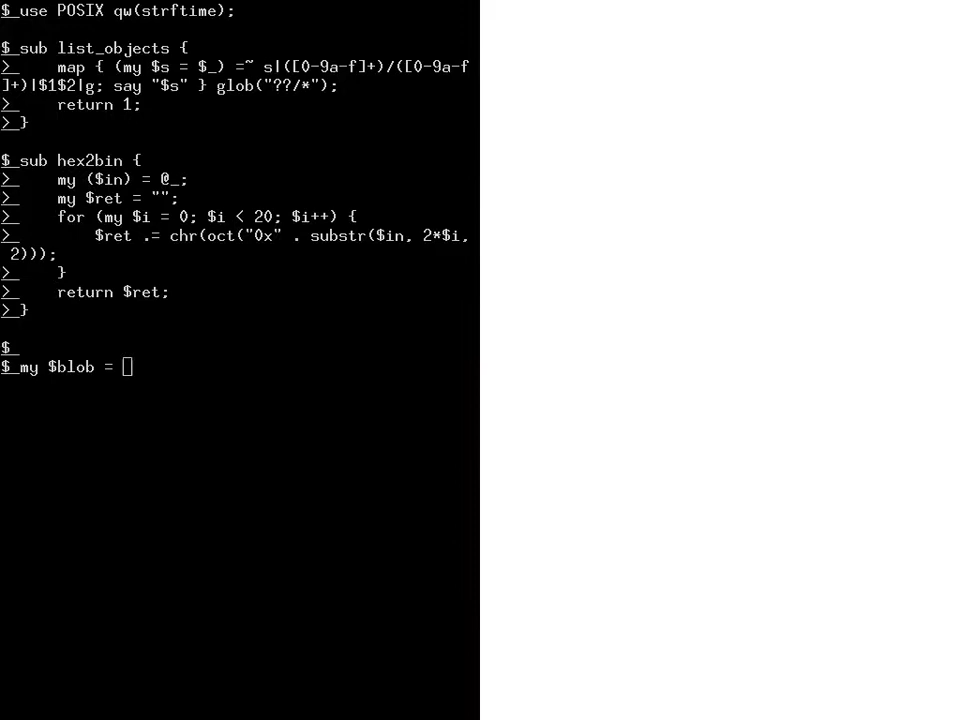 $ use POSIX qw(strftime);
$ sub list_objects {
>     map { (my $s = $_) =~ s|([0-9a-f]+)/([0-9a-f
]+)|$1$2|g; say "$s" } glob("??/*");
>     return 1;
> }
$ sub hex2bin {
>     my ($in) = @_;
>     my $ret = "";
>     for (my $i = 0; $i < 20; $i++) {
>         $ret .= chr(oct("0x" . substr($in, 2*$i,
 2)));
>     }
>     return $ret;
> }
$
$ my $blob =